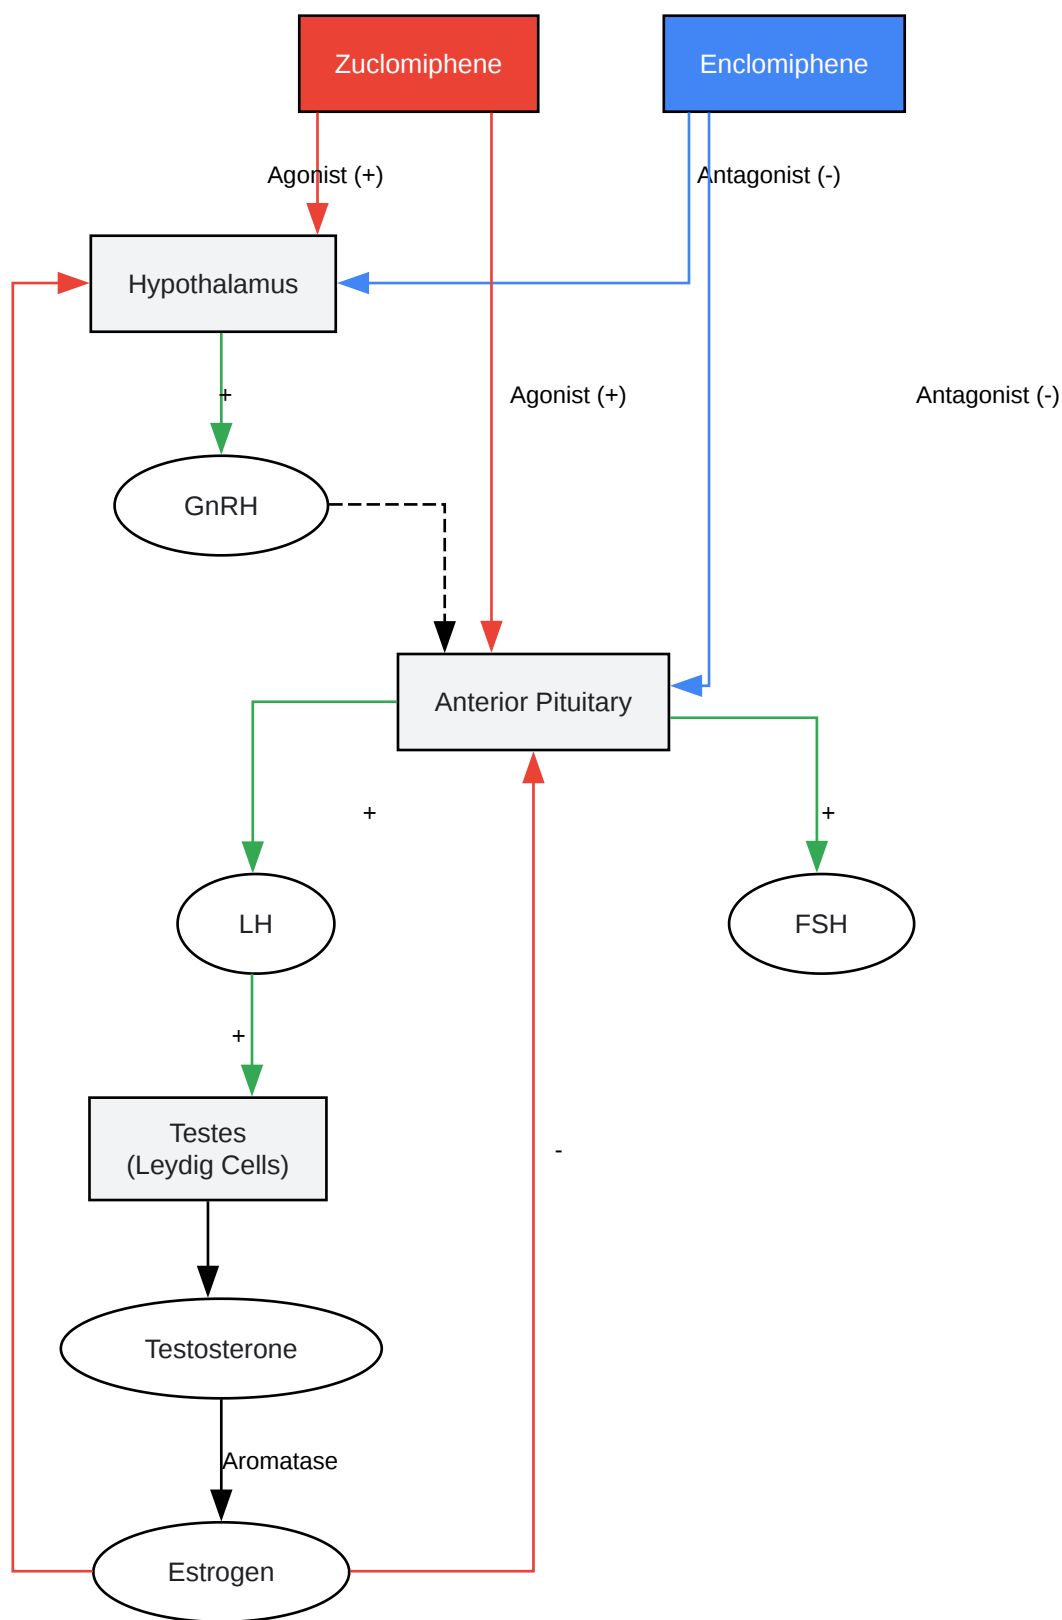 Zuclomiphene
Enclomiphene
Agonist (+)
Antagonist (-)
Hypothalamus
+
Agonist (+)
Antagonist (-)
GnRH
Anterior Pituitary
+
+
LH
FSH
+
Testes
(Leydig Cells)
-
Testosterone
Aromatase
Estrogen